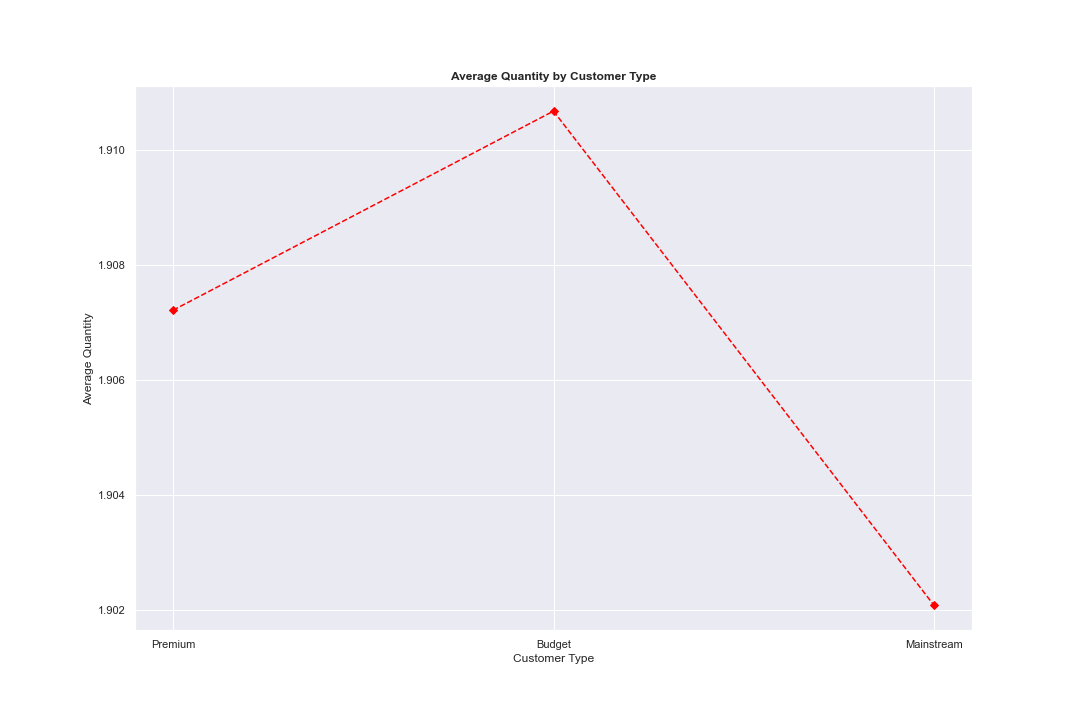 Average Quantity by Customer Type
1.910
1.908
1.906
1.904
1.902
Average Quantity
Premium
Budget
Mainstream
Customer Type